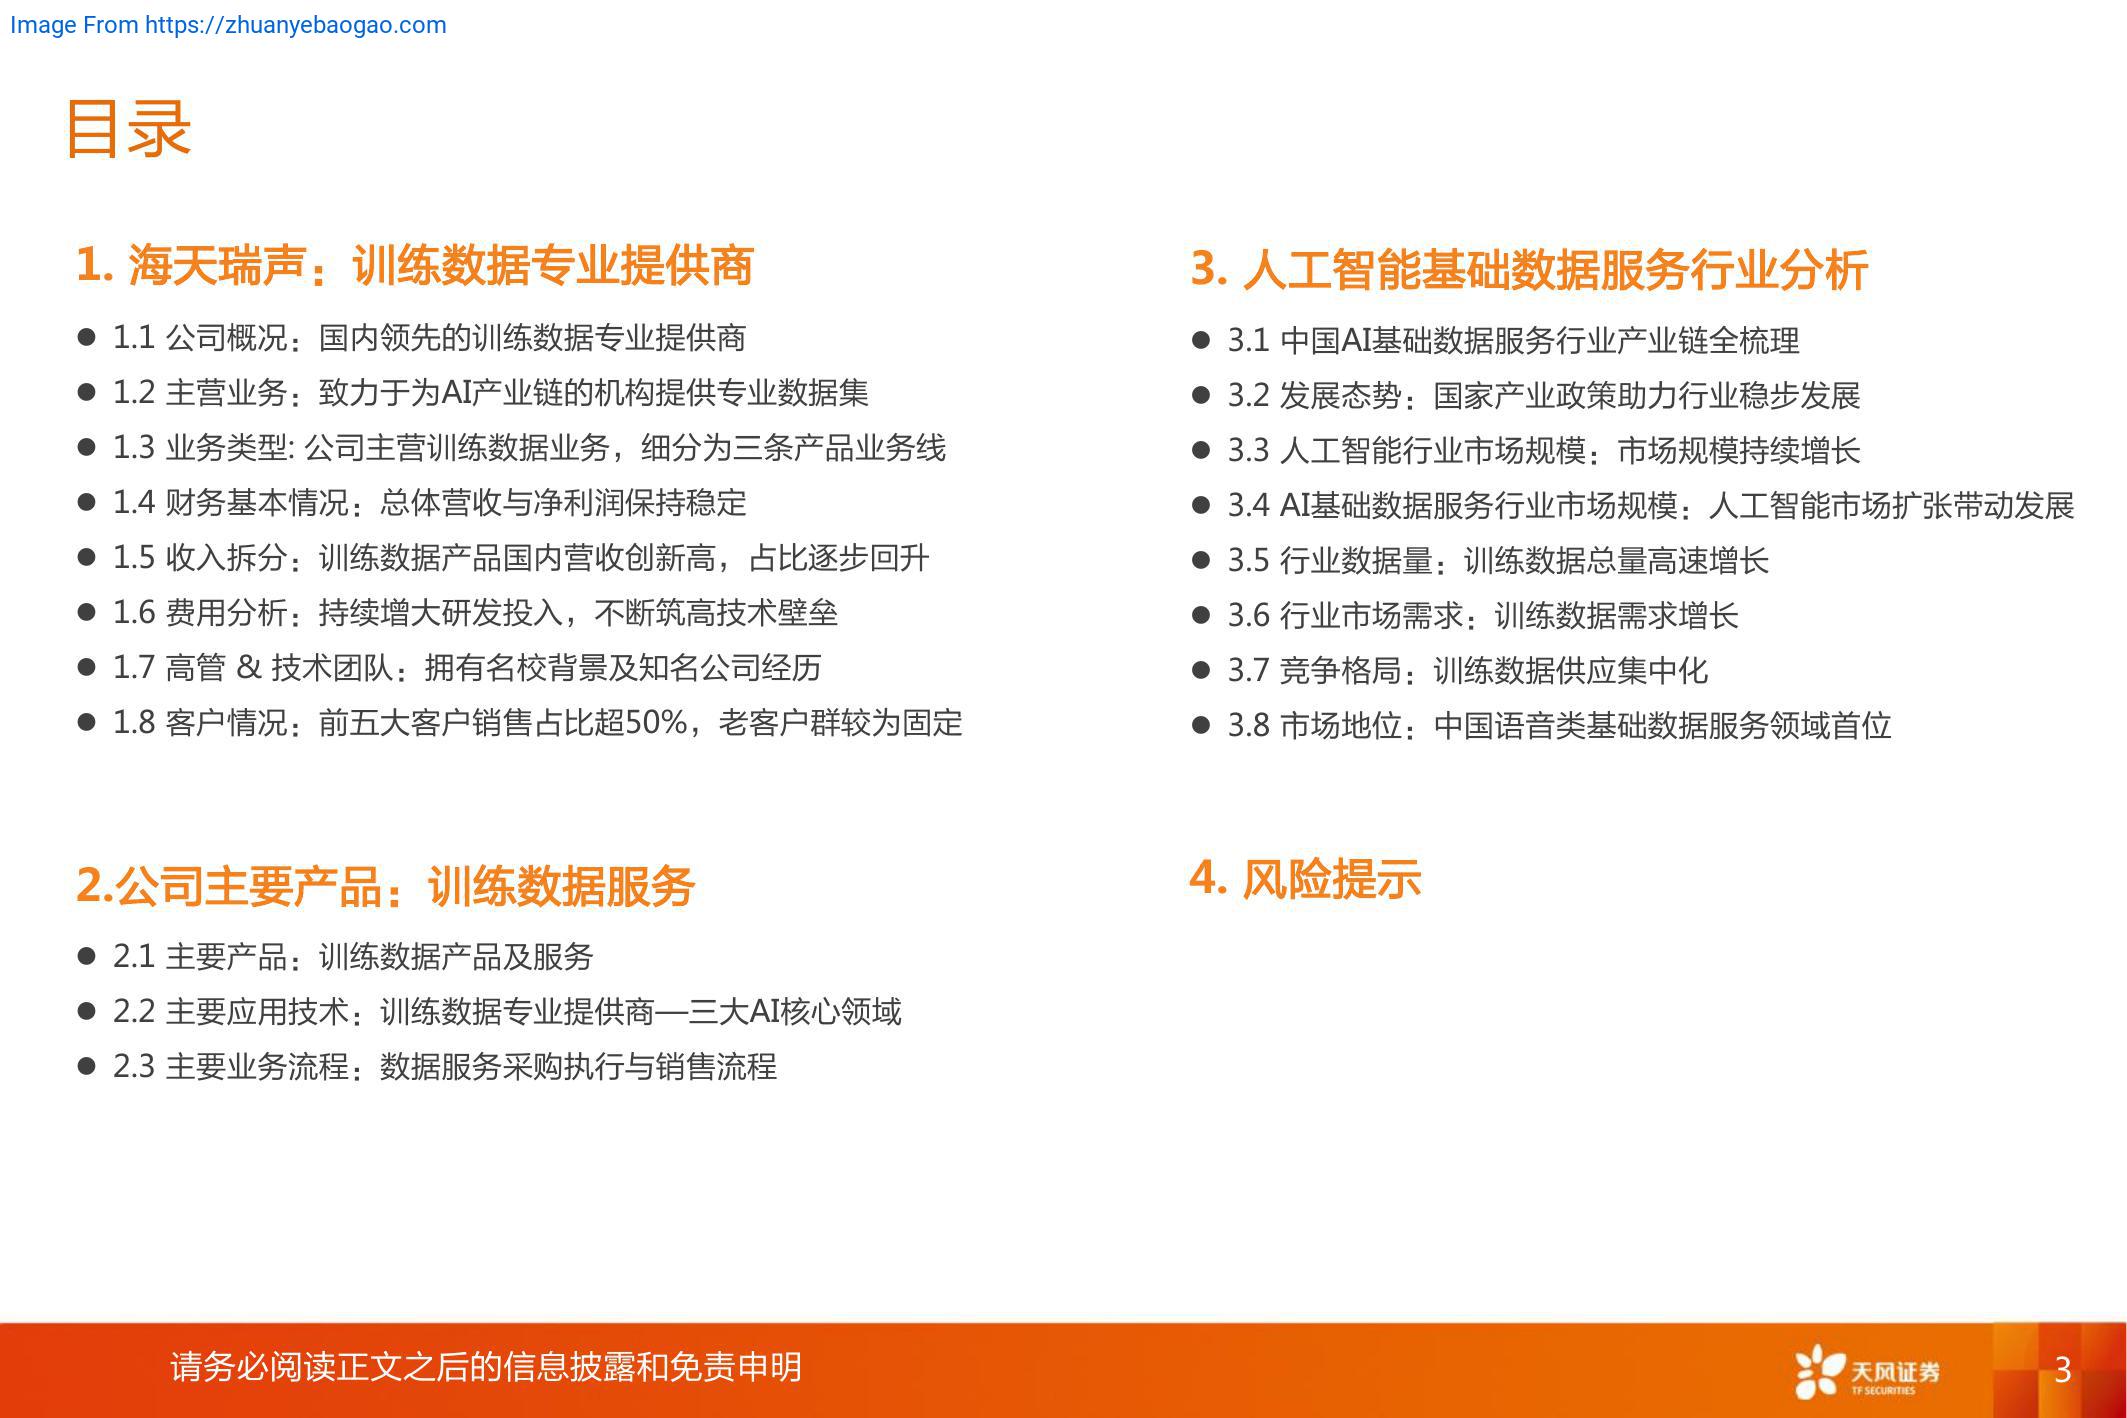 Image From https://zhuanyebaogao.com
目录
1. 海天瑞声：训练数据专业提供商
● 1.1 公司概况：国内领先的训练数据专业提供商
● 1.2 主营业务：致力于为AI产业链的机构提供专业数据集
● 1.3 业务类型: 公司主营训练数据业务，细分为三条产品业务线
● 1.4 财务基本情况：总体营收与净利润保持稳定
● 1.5 收入拆分：训练数据产品国内营收创新高，占比逐步回升
● 1.6 费用分析：持续增大研发投入，不断筑高技术壁垒
● 1.7 高管 & 技术团队：拥有名校背景及知名公司经历
● 1.8 客户情况：前五大客户销售占比超50%，老客户群较为固定
2.公司主要产品：训练数据服务
● 2.1 主要产品：训练数据产品及服务
● 2.2 主要应用技术：训练数据专业提供商—三大AI核心领域
● 2.3 主要业务流程：数据服务采购执行与销售流程
3. 人工智能基础数据服务行业分析
● 3.1 中国AI基础数据服务行业产业链全梳理
● 3.2 发展态势：国家产业政策助力行业稳步发展
● 3.3 人工智能行业市场规模：市场规模持续增长
● 3.4 AI基础数据服务行业市场规模：人工智能市场扩张带动发展
● 3.5 行业数据量：训练数据总量高速增长
● 3.6 行业市场需求：训练数据需求增长
● 3.7 竞争格局：训练数据供应集中化
● 3.8 市场地位：中国语音类基础数据服务领域首位
4. 风险提示
请务必阅读正文之后的信息披露和免责申明
天风证券
TF SECURITIES
3